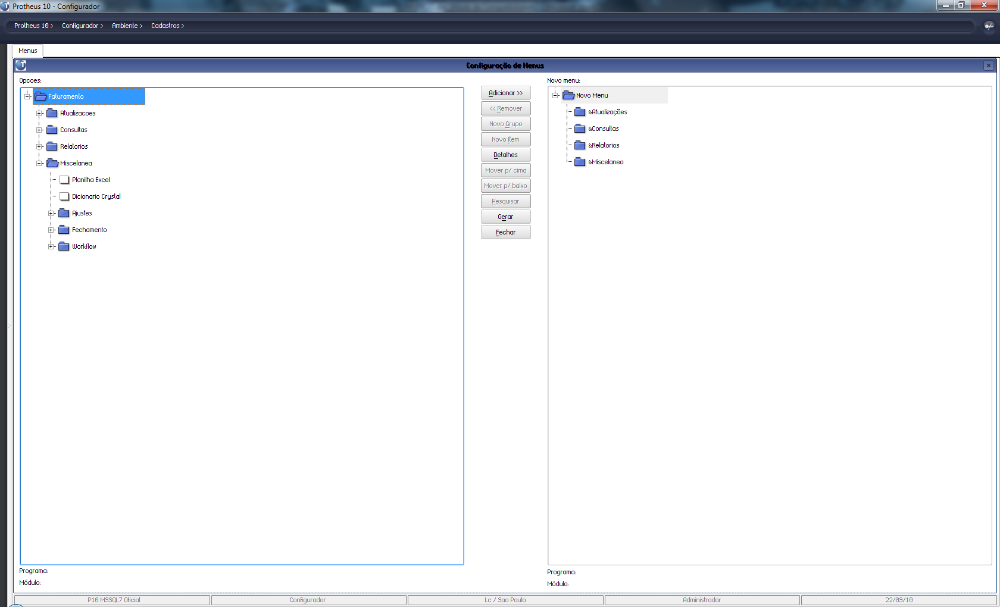 Protheus 10 - Configurador
Protheus 10 > Configurador > Ambiente > Cadastros >
Menus
Configuração de Menus
Opcoes:
Faturamento
Atualizacoes
Consultas
Relatorios
Miscelanea
Planilha Excel
Dicionario Crystal
Ajustes
Fechamento
Workflow
Programa:
Módulo:
Adicionar >>
<< Remover
Novo Grupo
Novo Item
Detalhes
Mover p/ cima
Mover p/ baixo
Pesquisar
Gerar
Fechar
Novo menu:
Novo Menu
&Atualizações
&Consultas
&Relatorios
&Miscelanea
Programa:
Módulo:
P10 MSSQL7 Oficial Configurador Lc / Sao Paulo Administrador 22/09/10